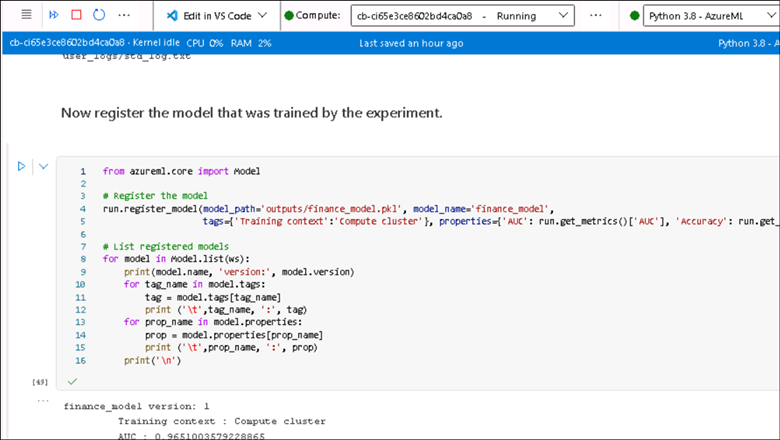 Edit in VS Code Compute: cb-ci65e3ce8602bd4ca0a8 - Running ... Python 3.8 - AzureML
cb-ci65e3ce8602bd4ca0a8 - Kernel idle CPU 0% RAM 2% Last saved an hour ago Python 3.8 - A
user_logs/std_log.txt
Now register the model that was trained by the experiment.
1 from azureml.core import Model
2
3 # Register the model
4 run.register_model(model_path='outputs/finance_model.pkl', model_name='finance_model',
5 tags={'Training context':'Compute cluster'}, properties={'AUC': run.get_metrics()['AUC'], 'Accuracy': run.get_
6
7 # List registered models
8 for model in Model.list(ws):
9 print(model.name, 'version:', model.version)
10 for tag_name in model.tags:
11 tag = model.tags[tag_name]
12 print ('\t',tag_name, ':', tag)
13 for prop_name in model.properties:
14 prop = model.properties[prop_name]
15 print ('\t',prop_name, ':', prop)
16 print('\n')
[49]
...
finance_model version: 1
Training context : Compute cluster
AUC : 0.9651003579228865